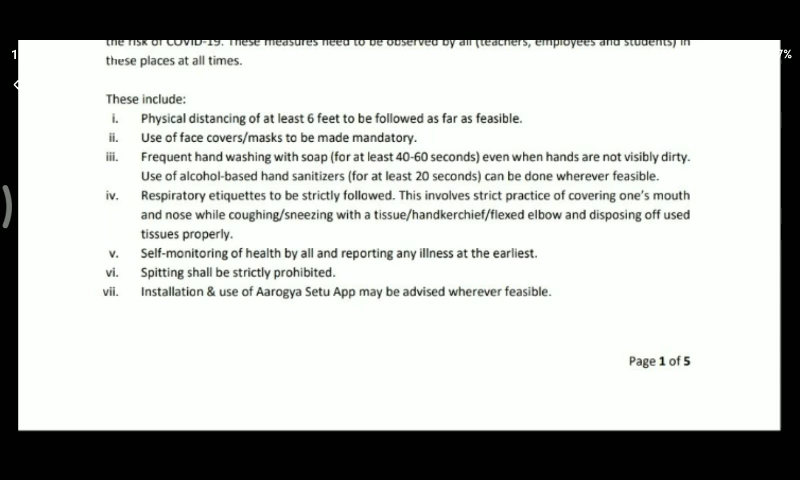 the risk of COVID-19. These measures need to be observed by all (teachers, employees and students) in
these places at all times.
These include:
i. Physical distancing of at least 6 feet to be followed as far as feasible.
ii. Use of face covers/masks to be made mandatory.
iii. Frequent hand washing with soap (for at least 40-60 seconds) even when hands are not visibly dirty.
Use of alcohol-based hand sanitizers (for at least 20 seconds) can be done wherever feasible.
iv. Respiratory etiquettes to be strictly followed. This involves strict practice of covering one's mouth
and nose while coughing/sneezing with a tissue/handkerchief/flexed elbow and disposing off used
tissues properly.
v. Self-monitoring of health by all and reporting any illness at the earliest.
vi. Spitting shall be strictly prohibited.
vii. Installation & use of Aarogya Setu App may be advised wherever feasible.
Page 1 of 5